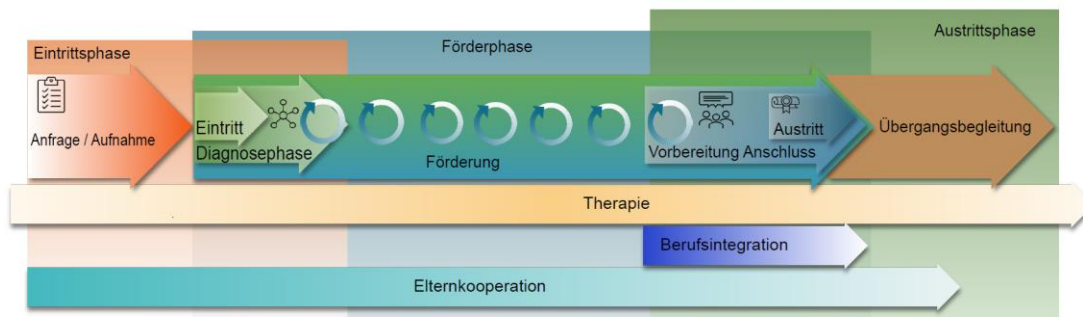 Eintrittsphase
Förderphase
Austrittsphase
Anfrage / Aufnahme
Eintritt
Diagnosephase
Förderung
Vorbereitung Anschluss
Austritt
Übergangsbegleitung
Therapie
Berufsintegration
Elternkooperation